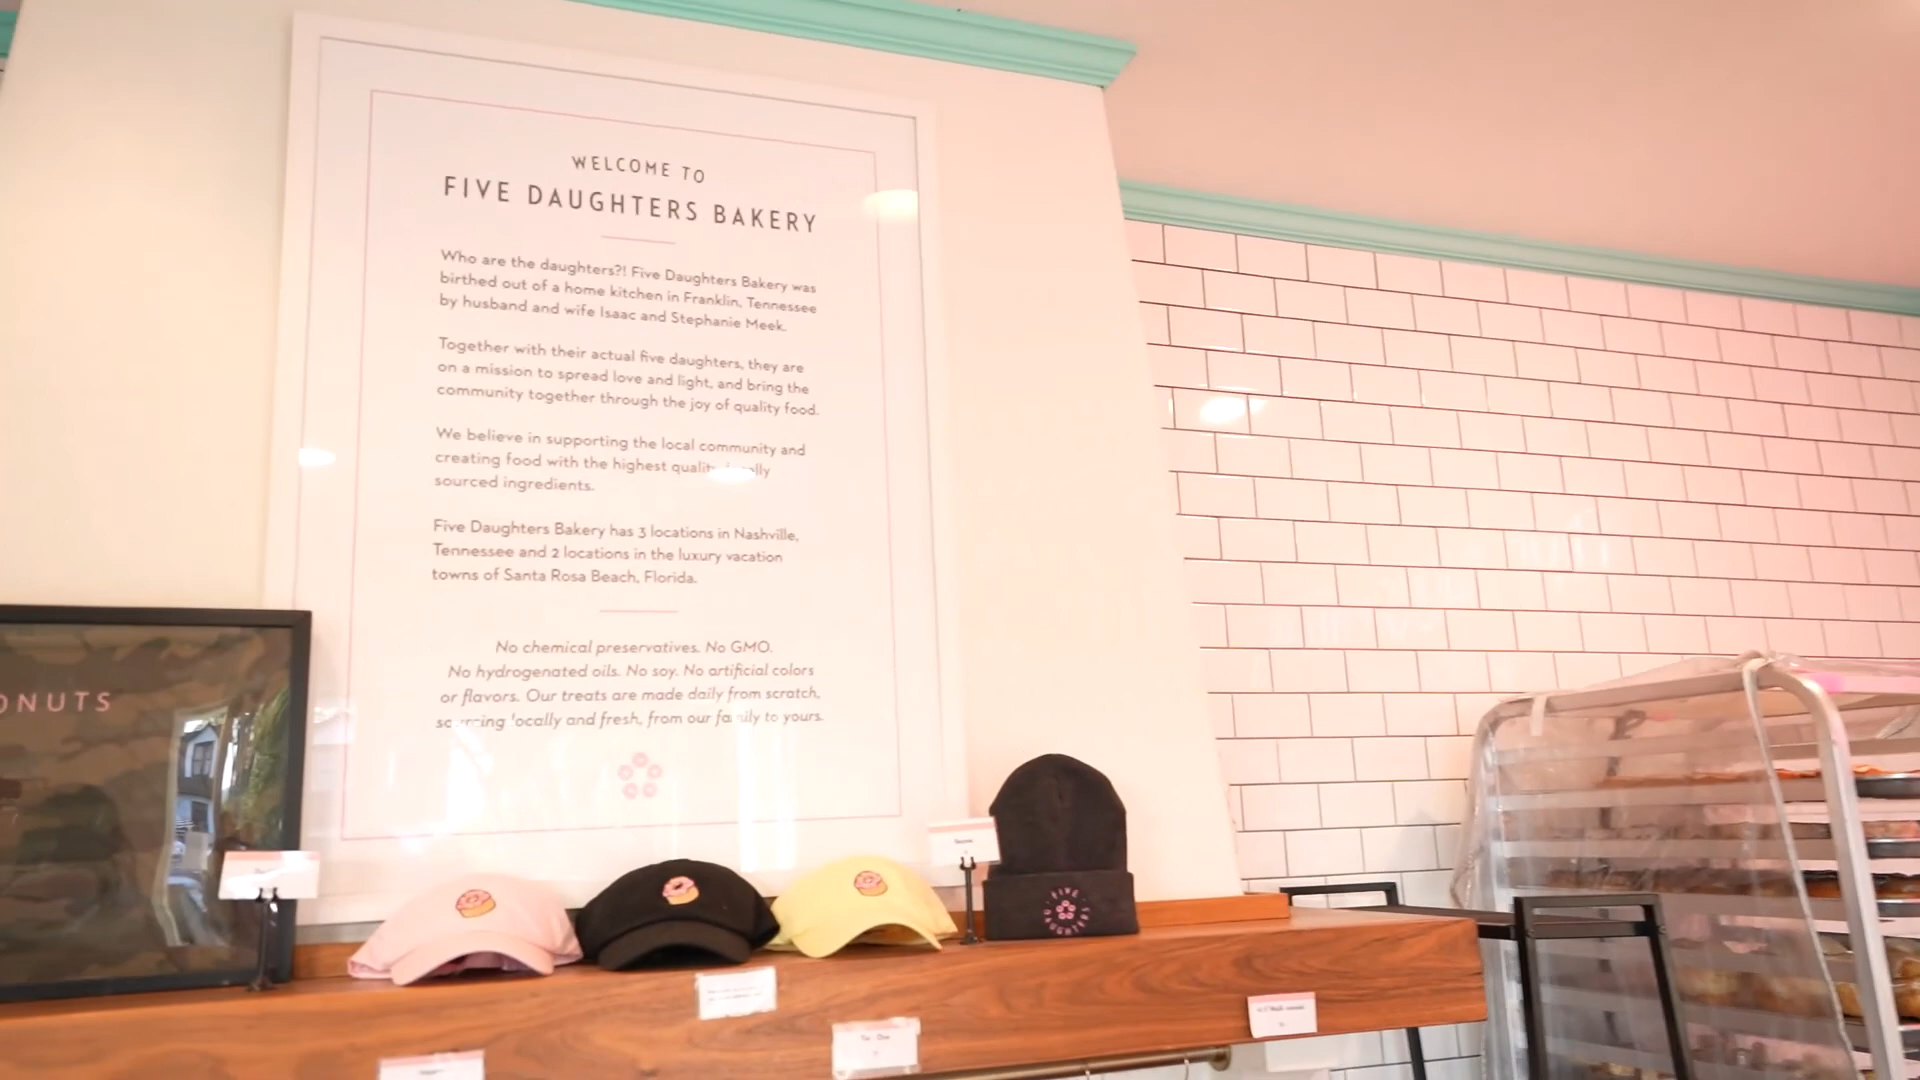 WELCOME TO
FIVE DAUGHTERS BAKERY
Who are the daughters?! Five Daughters Bakery was
birthed out of a home kitchen in Franklin, Tennessee
by husband and wife Isaac and Stephanie Meek.
Together with their actual five daughters, they are
on a mission to spread love and light, and bring the
community together through the joy of quality food.
We believe in supporting the local community and
creating food with the highest quality
sourced ingredients.
Five Daughters Bakery has 3 locations in Nashville,
Tennessee and 2 locations in the luxury vacation
towns of Santa Rosa Beach, Florida.
No chemical preservatives. No GMO.
No hydrogenated oils. No soy. No artificial colors
or flavors. Our treats are made daily from scratch,
sourcing locally and fresh, from our family to yours.
ONUTS
FIVE
DAUGHTERS